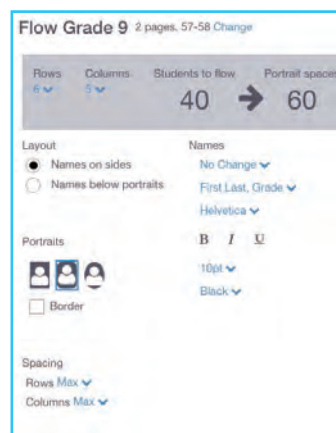 Flow Grade 9 2 pages, 57-58 Change
Rows Columns Students to flow Portrait spaces
6 5 40 60
Layout Names
Names on sides No Change
Names below portraits First Last, Grade
Helvetica
Portraits B I U
10pt
Border Black
Spacing
Rows Max
Columns Max